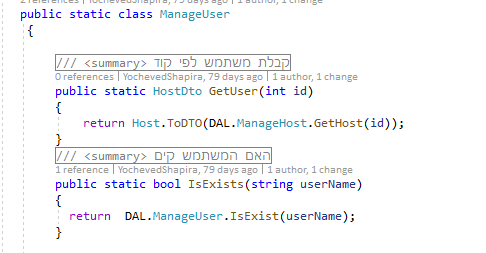 2 references | YochevedShapira, 79 days ago | 1 author, 1 change
public static class ManageUser
{
/// <summary> קבלת משתמש לפי קוד
0 references | YochevedShapira, 79 days ago | 1 author, 1 change
public static HostDto GetUser(int id)
{
return Host.ToDTO(DAL.ManageHost.GetHost(id));
}
/// <summary> האם המשתמש קים
1 reference | YochevedShapira, 79 days ago | 1 author, 1 change
public static bool IsExists(string userName)
{
return DAL.ManageUser.IsExist(userName);
}